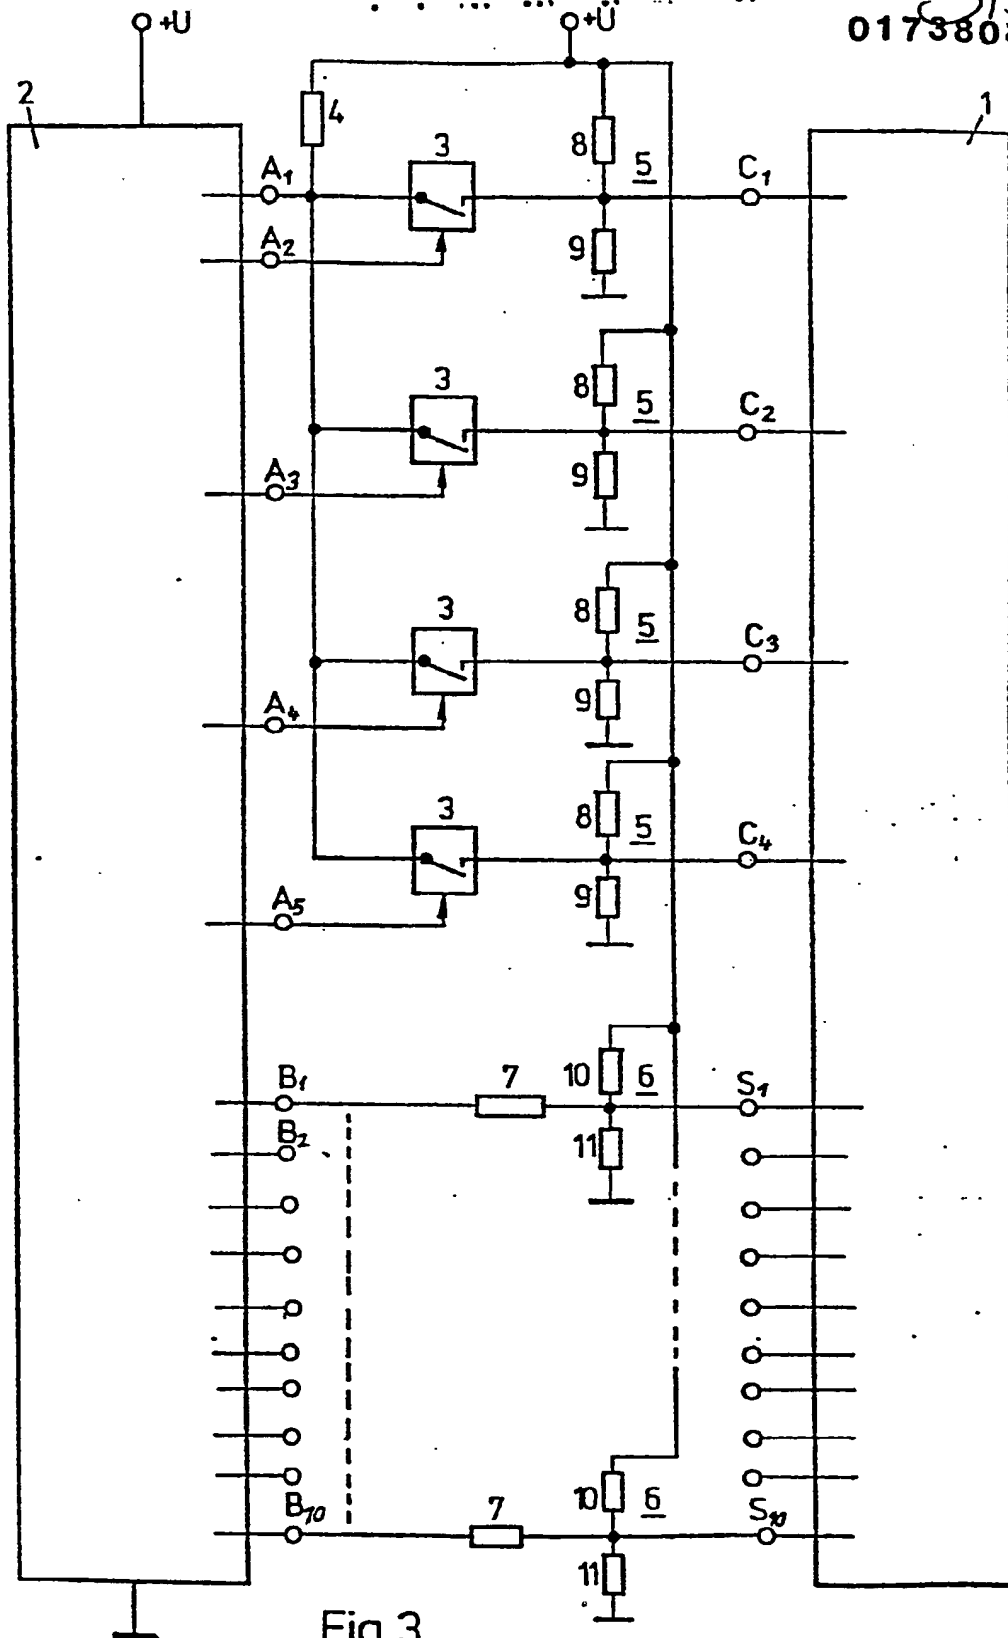 +U +U
017380
2 4 1
8
A₁ 3 5 C₁
A₂ 9
3 8 5 C₂
A₃ 9
3 8 5 C₃
A₄ 9
3 8 5 C₄
A₅ 9
B₁ 7 10 6 S₁
B₂ 11
B₁₀ 7 10 6 S₁₀
11
Fig.3